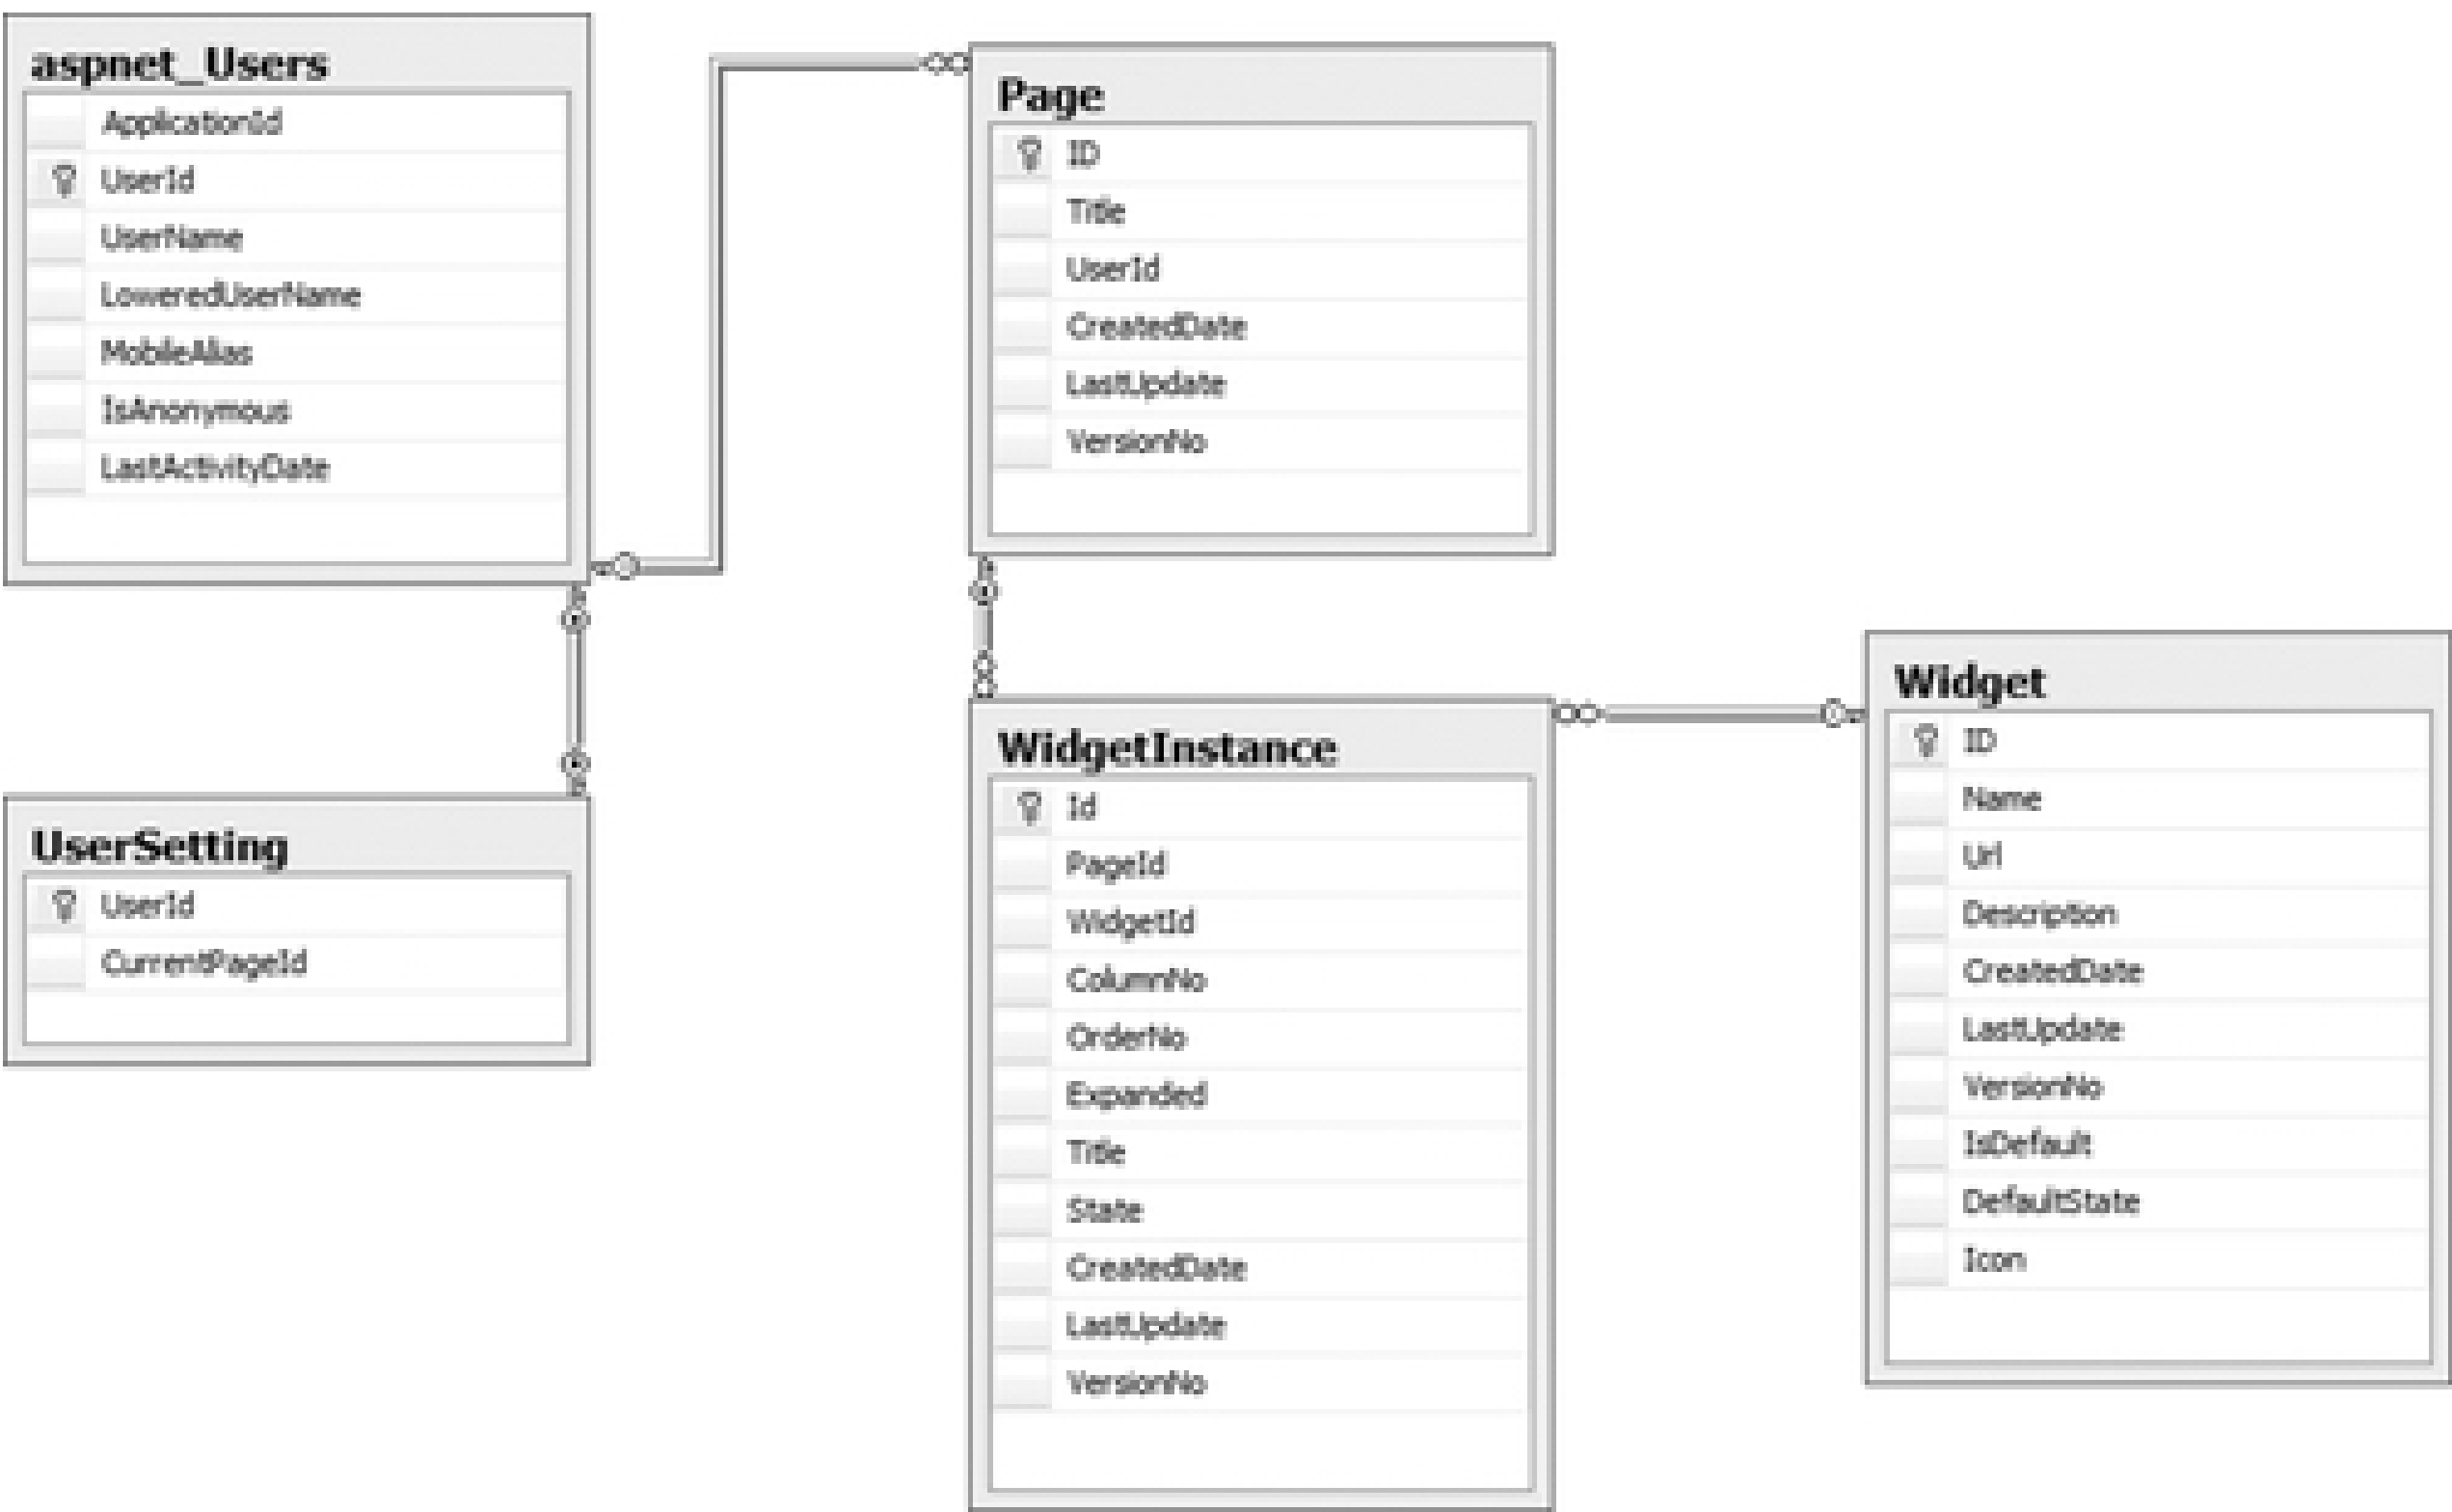 aspnet_Users
ApplicationId
UserId
UserName
LoweredUserName
MobileAlias
IsAnonymous
LastActivityDate
Page
ID
Title
UserId
CreatedDate
LastUpdate
VersionNo
UserSetting
UserId
CurrentPageId
WidgetInstance
Id
PageId
WidgetId
ColumnNo
OrderNo
Expanded
Title
State
CreatedDate
LastUpdate
VersionNo
Widget
ID
Name
Url
Description
CreatedDate
LastUpdate
VersionNo
IsDefault
DefaultState
Icon